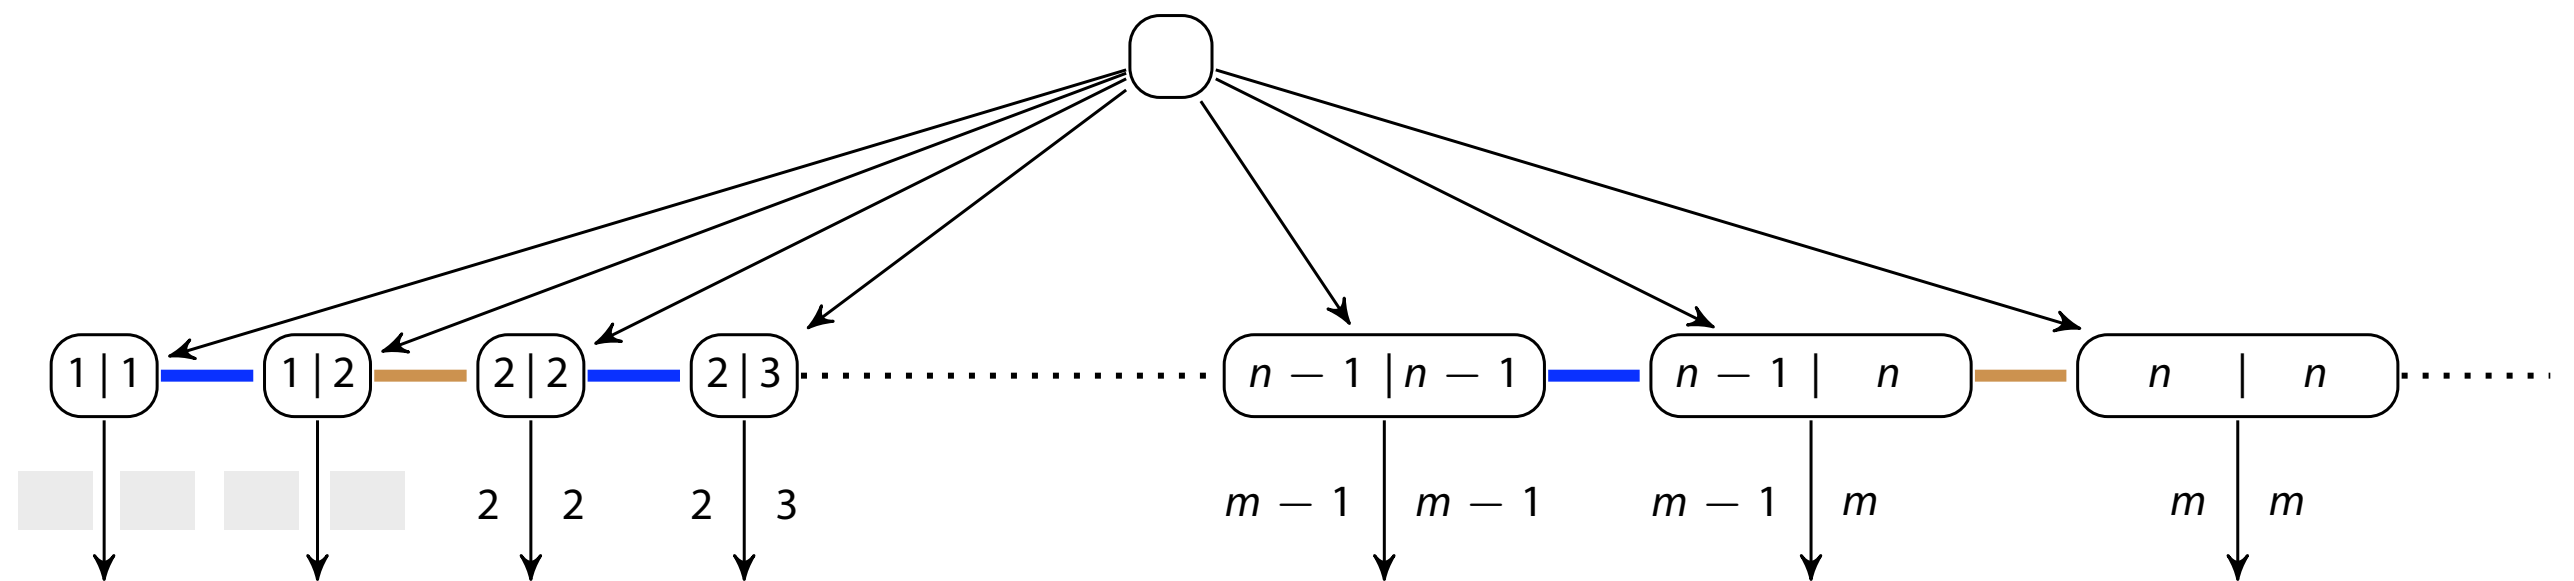 1 | 1 1 | 2 2 | 2 2 | 3 n − 1 | n − 1 n − 1 | n n | n
2 2 2 3 m − 1 m − 1 m − 1 m m m